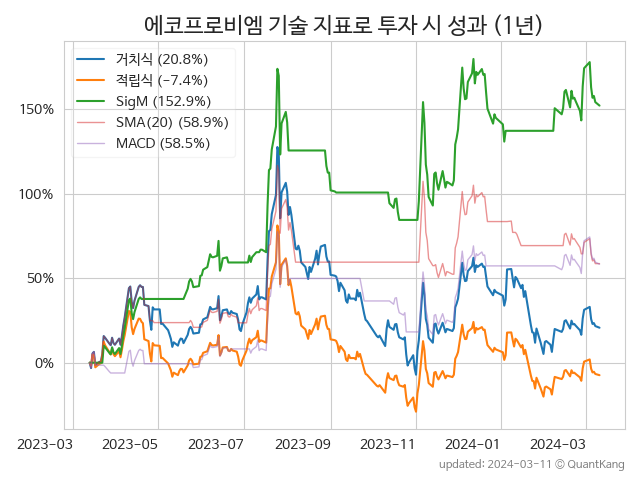 에코프로비엠 기술 지표로 투자 시 성과 (1년)
거치식 (20.8%)
적립식 (−7.4%)
SigM (152.9%)
SMA(20) (58.9%)
MACD (58.5%)
150%
100%
50%
0%
2023-03 2023-05 2023-07 2023-09 2023-11 2024-01 2024-03
updated: 2024-03-11 © QuantKang